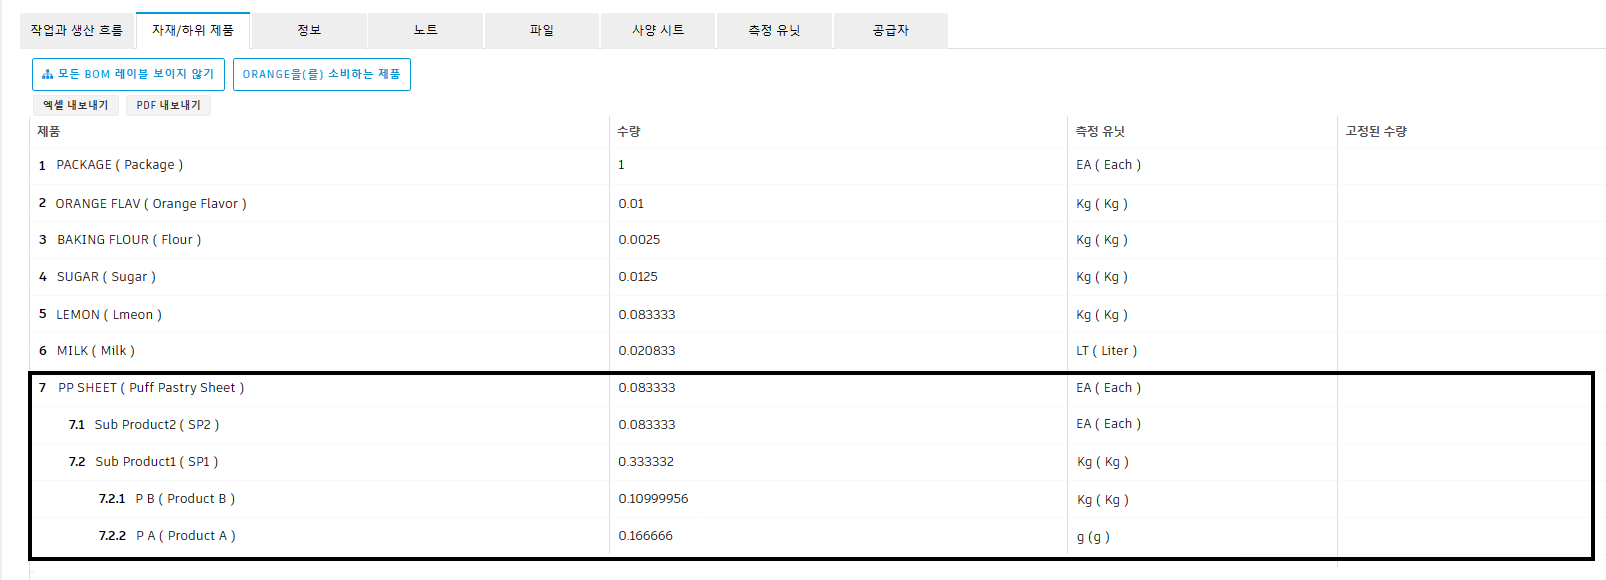 작업과 생산 흐름 자재/하위 제품 정보 노트 파일 사양 시트 측정 유닛 공급자
모든 BOM 레이블 보이지 않기 ORANGE을(를) 소비하는 제품
엑셀 내보내기 PDF 내보내기
제품 수량 측정 유닛 고정된 수량
1 PACKAGE ( Package ) 1 EA ( Each )
2 ORANGE FLAV ( Orange Flavor ) 0.01 Kg ( Kg )
3 BAKING FLOUR ( Flour ) 0.0025 Kg ( Kg )
4 SUGAR ( Sugar ) 0.0125 Kg ( Kg )
5 LEMON ( Lmeon ) 0.083333 Kg ( Kg )
6 MILK ( Milk ) 0.020833 LT ( Liter )
7 PP SHEET ( Puff Pastry Sheet ) 0.083333 EA ( Each )
7.1 Sub Product2 ( SP2 ) 0.083333 EA ( Each )
7.2 Sub Product1 ( SP1 ) 0.333332 Kg ( Kg )
7.2.1 P B ( Product B ) 0.10999956 Kg ( Kg )
7.2.2 P A ( Product A ) 0.166666 g (g )